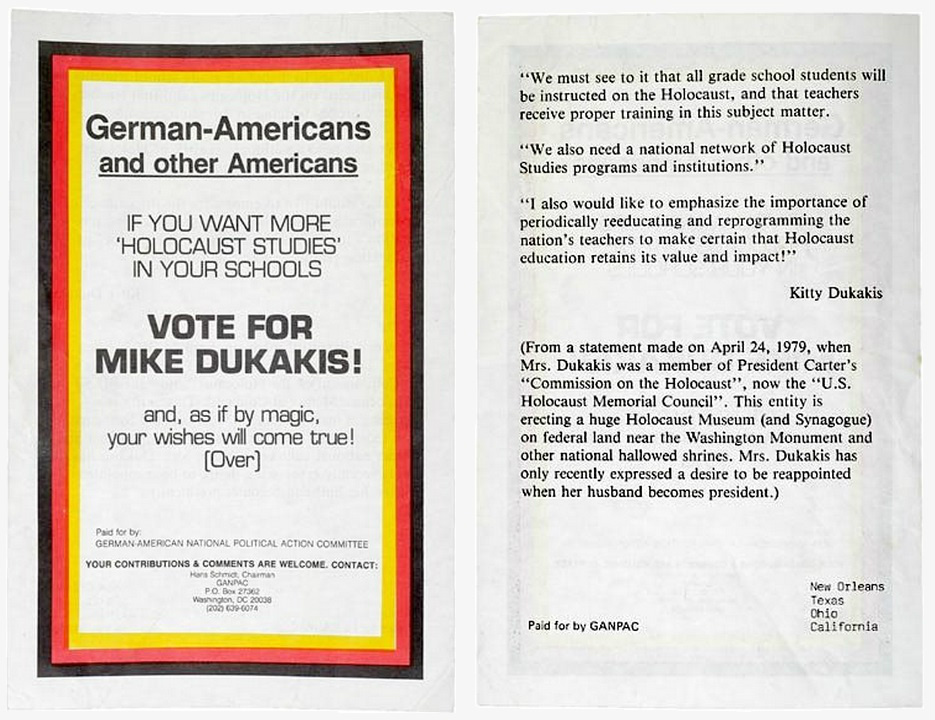 German-Americans
and other Americans
IF YOU WANT MORE
'HOLOCAUST STUDIES'
IN YOUR SCHOOLS
VOTE FOR
MIKE DUKAKIS!
and, as if by magic,
your wishes will come true!
[Over]
Paid for by:
GERMAN-AMERICAN NATIONAL POLITICAL ACTION COMMITTEE
YOUR CONTRIBUTIONS & COMMENTS ARE WELCOME. CONTACT:
Hans Schmidt, Chairman
GANPAC
P.O. Box 27362
Washington, DC 20038
(202) 639-6074
“We must see to it that all grade school students will
be instructed on the Holocaust, and that teachers
receive proper training in this subject matter.
“We also need a national network of Holocaust
Studies programs and institutions.”
“I also would like to emphasize the importance of
periodically reeducating and reprogramming the
nation’s teachers to make certain that Holocaust
education retains its value and impact!”
Kitty Dukakis
(From a statement made on April 24, 1979, when
Mrs. Dukakis was a member of President Carter’s
“Commission on the Holocaust”, now the “U.S.
Holocaust Memorial Council”. This entity is
erecting a huge Holocaust Museum (and Synagogue)
on federal land near the Washington Monument and
other national hallowed shrines. Mrs. Dukakis has
only recently expressed a desire to be reappointed
when her husband becomes president.)
New Orleans
Texas
Ohio
California
Paid for by GANPAC